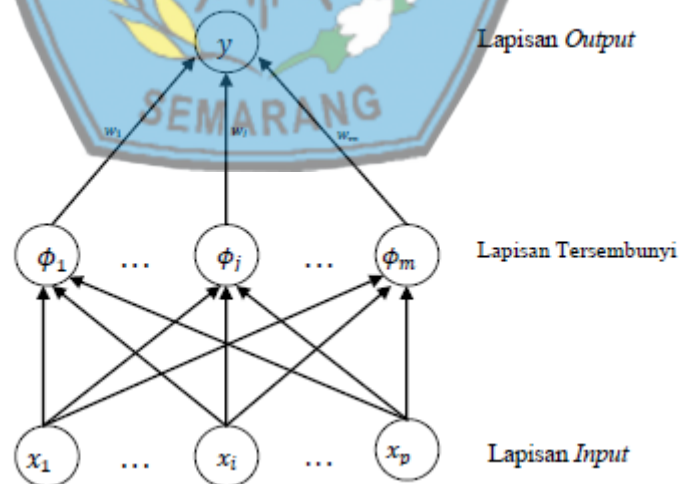 y Lapisan Output
SEMARANG
w₁ wⱼ wₘ
ϕ₁ ... ϕⱼ ... ϕₘ Lapisan Tersembunyi
x₁ ... xᵢ ... xₚ Lapisan Input